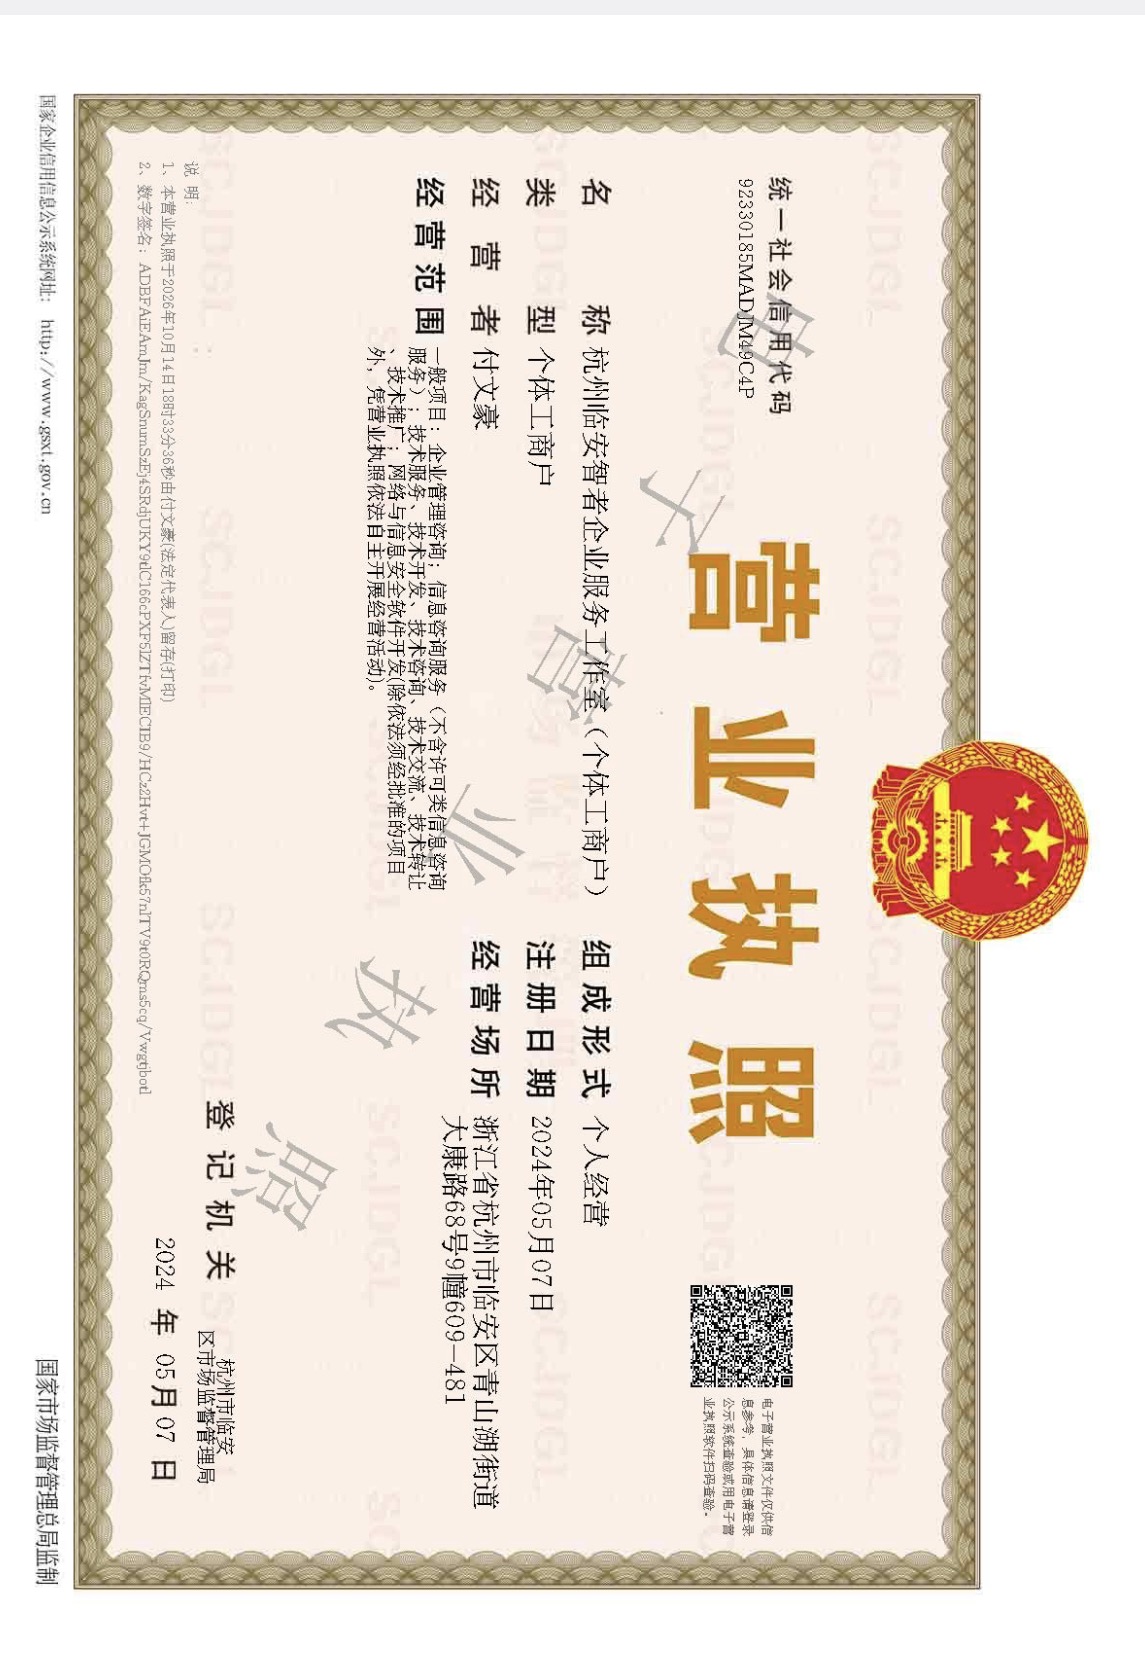 统一社会信用代码
92330185MADJM49C4P
营业执照
电子营业执照文件仅供信
息参考，具体信息请登录
公示系统查验或用电子营
业执照软件扫码查验。
名称 杭州临安智者企业服务工作室（个体工商户）
类型 个体工商户
经营者 付文豪
经营范围 一般项目：企业管理咨询；信息咨询服务（不含许可类信息咨询
服务）；技术服务、技术开发、技术咨询、技术交流、技术转让
、技术推广；网络与信息安全软件开发(除依法须经批准的项目
外，凭营业执照依法自主开展经营活动)。
组成形式 个人经营
注册日期 2024年05月07日
经营场所 浙江省杭州市临安区青山湖街道
大康路68号9幢609-481
电子营业执照
登记机关
杭州市临安
区市场监督管理局
2024 年 05 月 07 日
说明:
1、本营业执照于2026年10月14日18时33分36秒由付文豪(法定代表人)留存(打印)
2、数字签名：
国家企业信用信息公示系统网址： http://www.gsxt.gov.cn
国家市场监督管理总局监制
SCJDGL